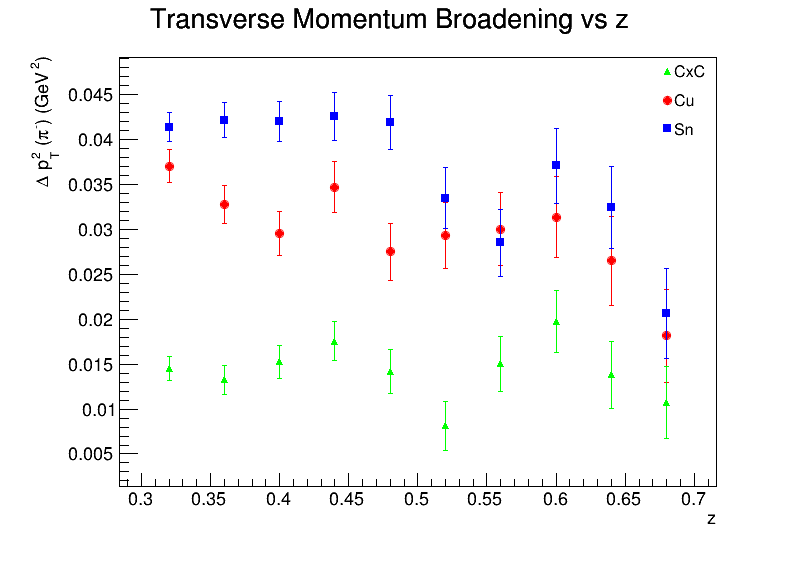 Transverse Momentum Broadening vs z
Δ p_T^2 (π^-) (GeV^2)
CxC
Cu
Sn
0.045
0.04
0.035
0.03
0.025
0.02
0.015
0.01
0.005
0.3 0.35 0.4 0.45 0.5 0.55 0.6 0.65 0.7
z